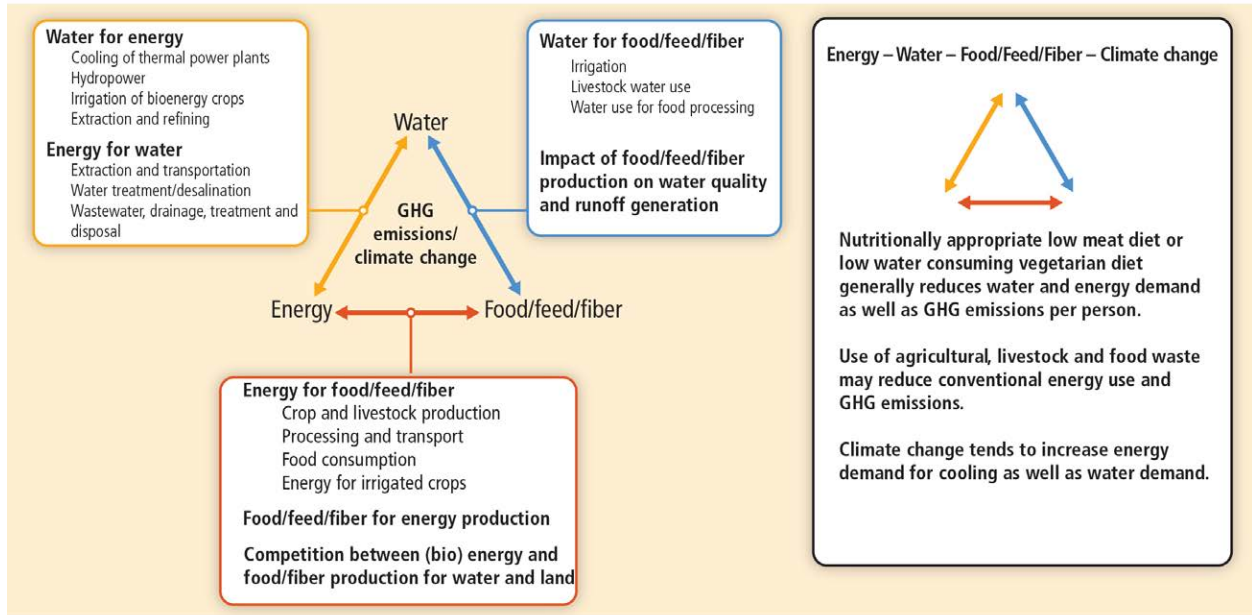 Water for energy
Cooling of thermal power plants
Hydropower
Irrigation of bioenergy crops
Extraction and refining
Energy for water
Extraction and transportation
Water treatment/desalination
Wastewater, drainage, treatment and
disposal
Water for food/feed/fiber
Irrigation
Livestock water use
Water use for food processing
Impact of food/feed/fiber
production on water quality
and runoff generation
Water
GHG
emissions/
climate change
Energy
Food/feed/fiber
Energy for food/feed/fiber
Crop and livestock production
Processing and transport
Food consumption
Energy for irrigated crops
Food/feed/fiber for energy production
Competition between (bio) energy and
food/fiber production for water and land
Energy – Water – Food/Feed/Fiber – Climate change
Nutritionally appropriate low meat diet or
low water consuming vegetarian diet
generally reduces water and energy demand
as well as GHG emissions per person.
Use of agricultural, livestock and food waste
may reduce conventional energy use and
GHG emissions.
Climate change tends to increase energy
demand for cooling as well as water demand.